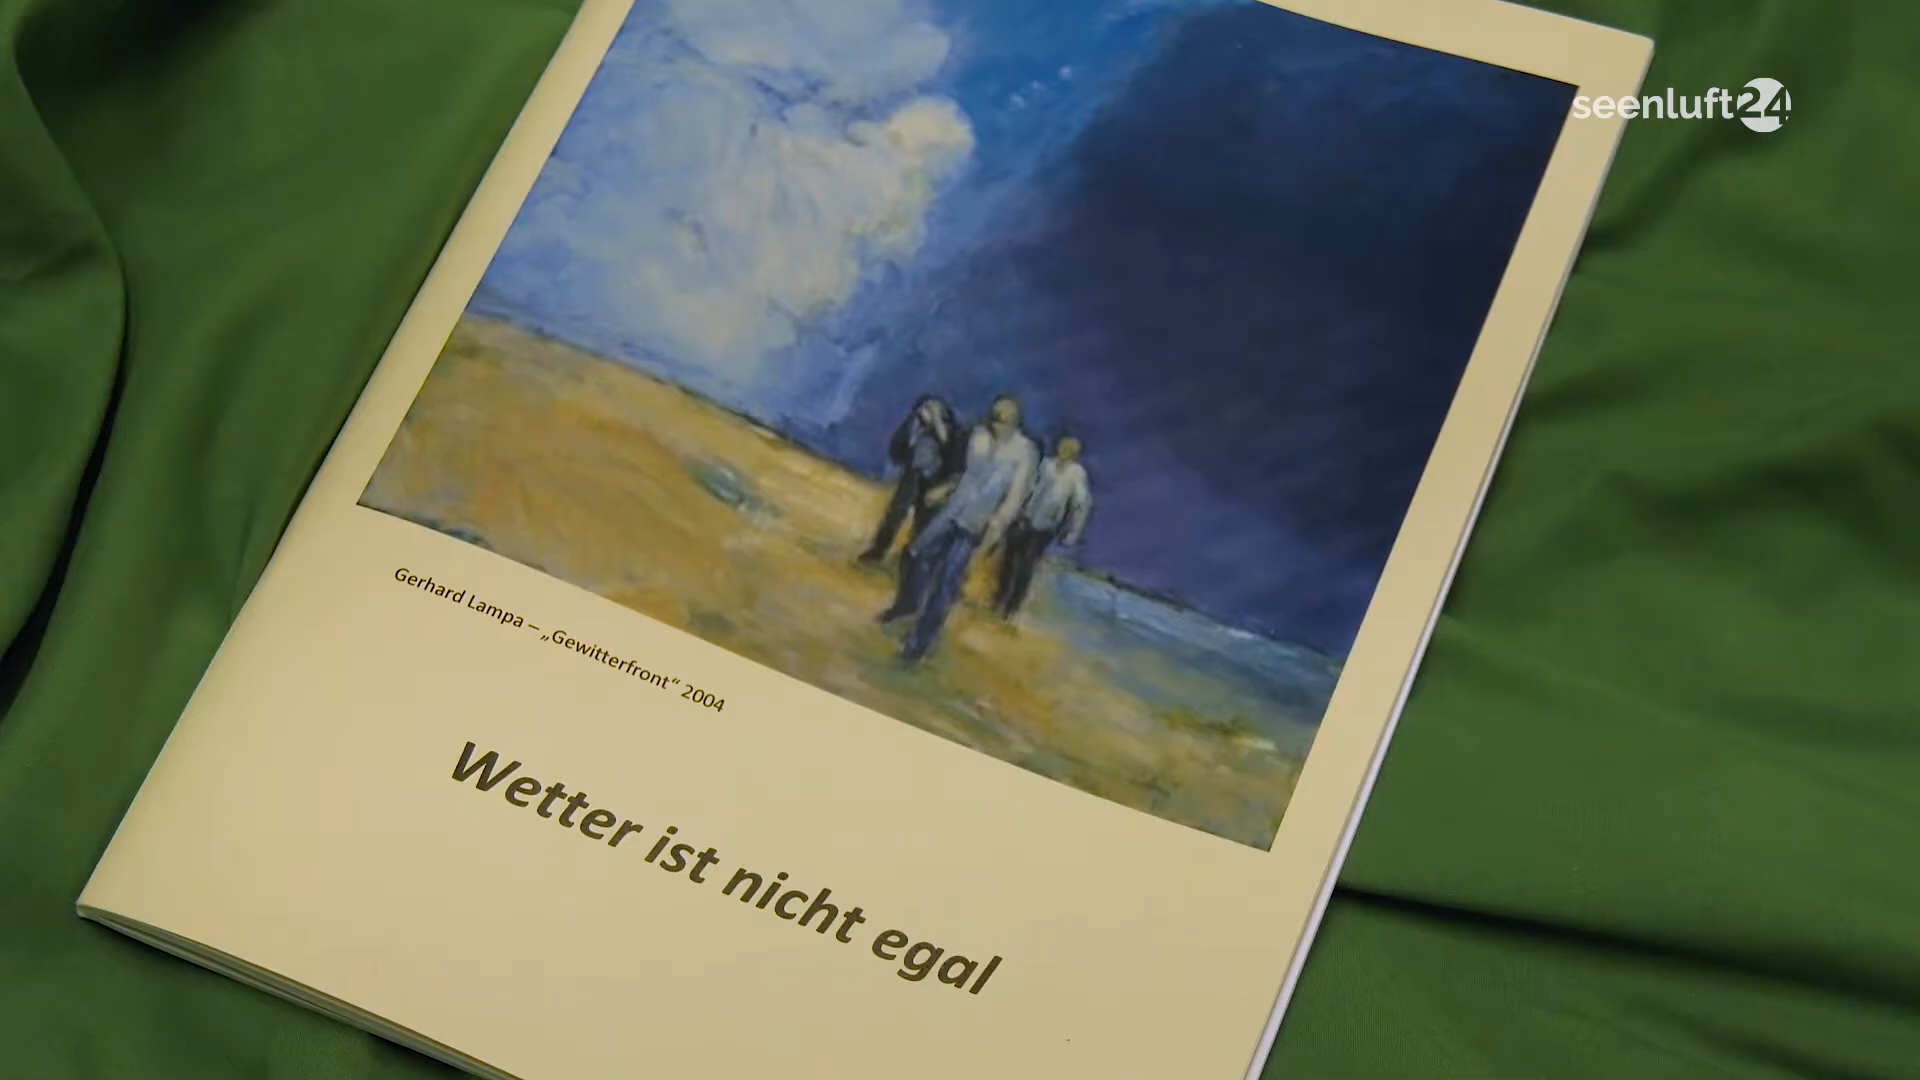 seenluft24
Gerhard Lampa – „Gewitterfront“ 2004
Wetter ist nicht egal